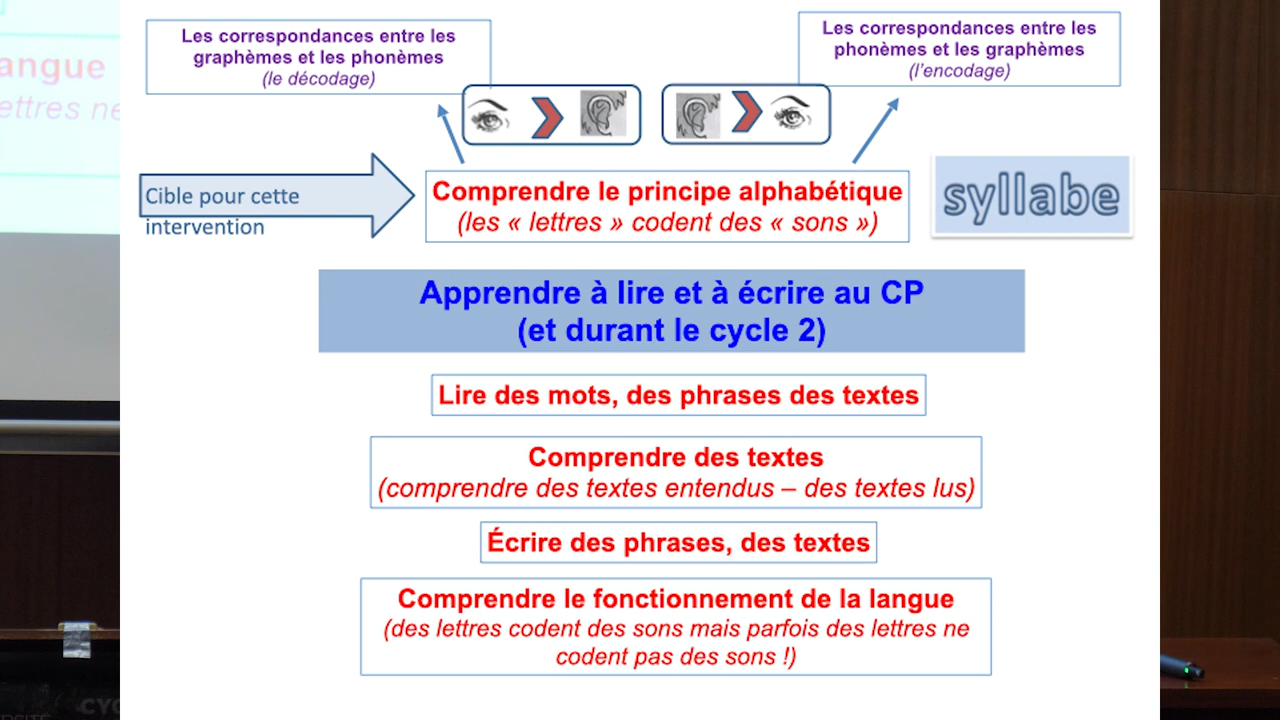 Les correspondances entre les
graphèmes et les phonèmes
(le décodage)
Les correspondances entre les
phonèmes et les graphèmes
(l'encodage)
Cible pour cette
intervention
Comprendre le principe alphabétique
(les « lettres » codent des « sons »)
syllabe
Apprendre à lire et à écrire au CP
(et durant le cycle 2)
Lire des mots, des phrases des textes
Comprendre des textes
(comprendre des textes entendus – des textes lus)
Écrire des phrases, des textes
Comprendre le fonctionnement de la langue
(des lettres codent des sons mais parfois des lettres ne
codent pas des sons !)
angue
ettres ne
CYC